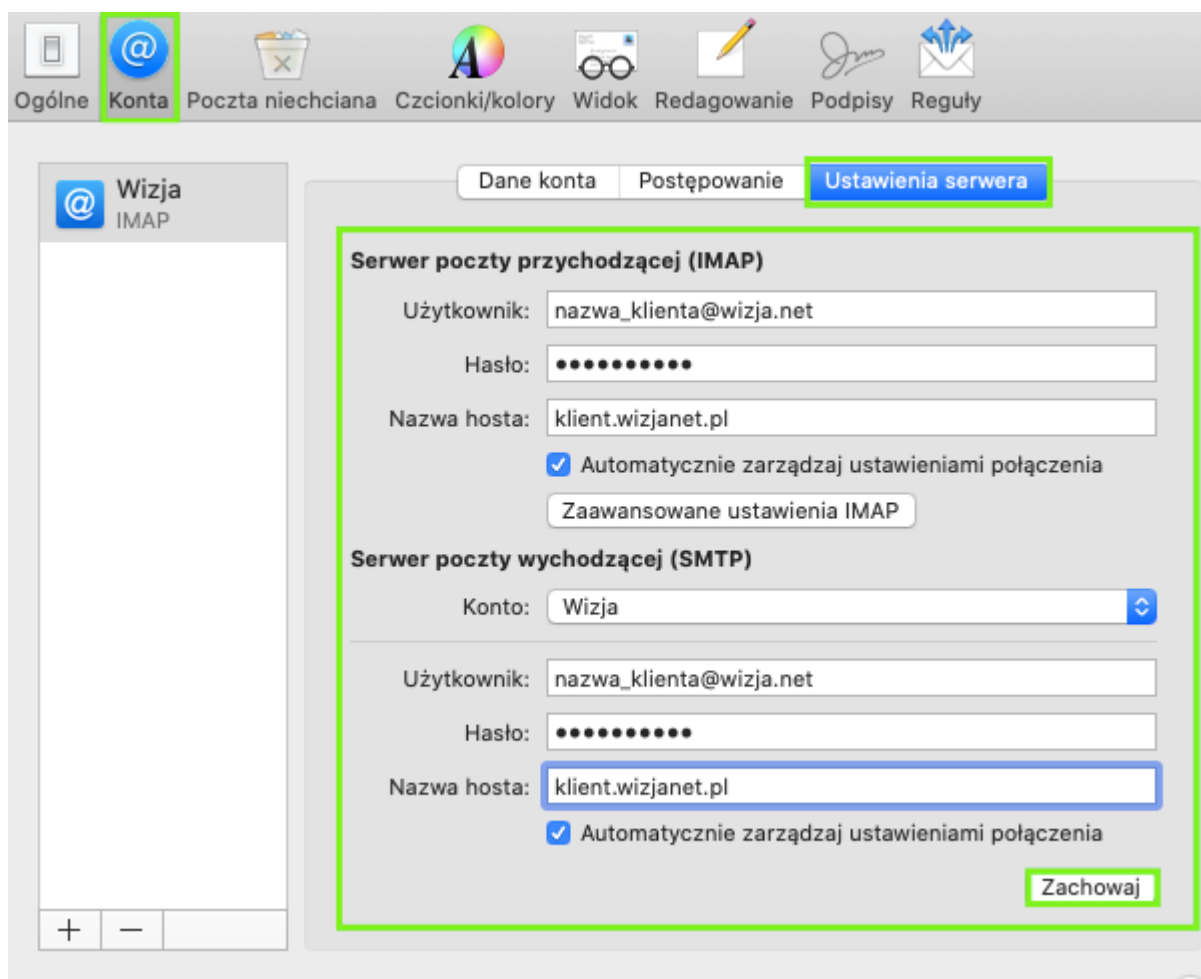 Ogólne Konta Poczta niechciana Czcionki/kolory Widok Redagowanie Podpisy Reguły
Wizja
IMAP
Dane konta Postępowanie Ustawienia serwera
Serwer poczty przychodzącej (IMAP)
Użytkownik: nazwa_klienta@wizja.net
Hasło: ••••••••••
Nazwa hosta: klient.wizjanet.pl
Automatycznie zarządzaj ustawieniami połączenia
Zaawansowane ustawienia IMAP
Serwer poczty wychodzącej (SMTP)
Konto: Wizja
Użytkownik: nazwa_klienta@wizja.net
Hasło: ••••••••••
Nazwa hosta: klient.wizjanet.pl
Automatycznie zarządzaj ustawieniami połączenia
Zachowaj